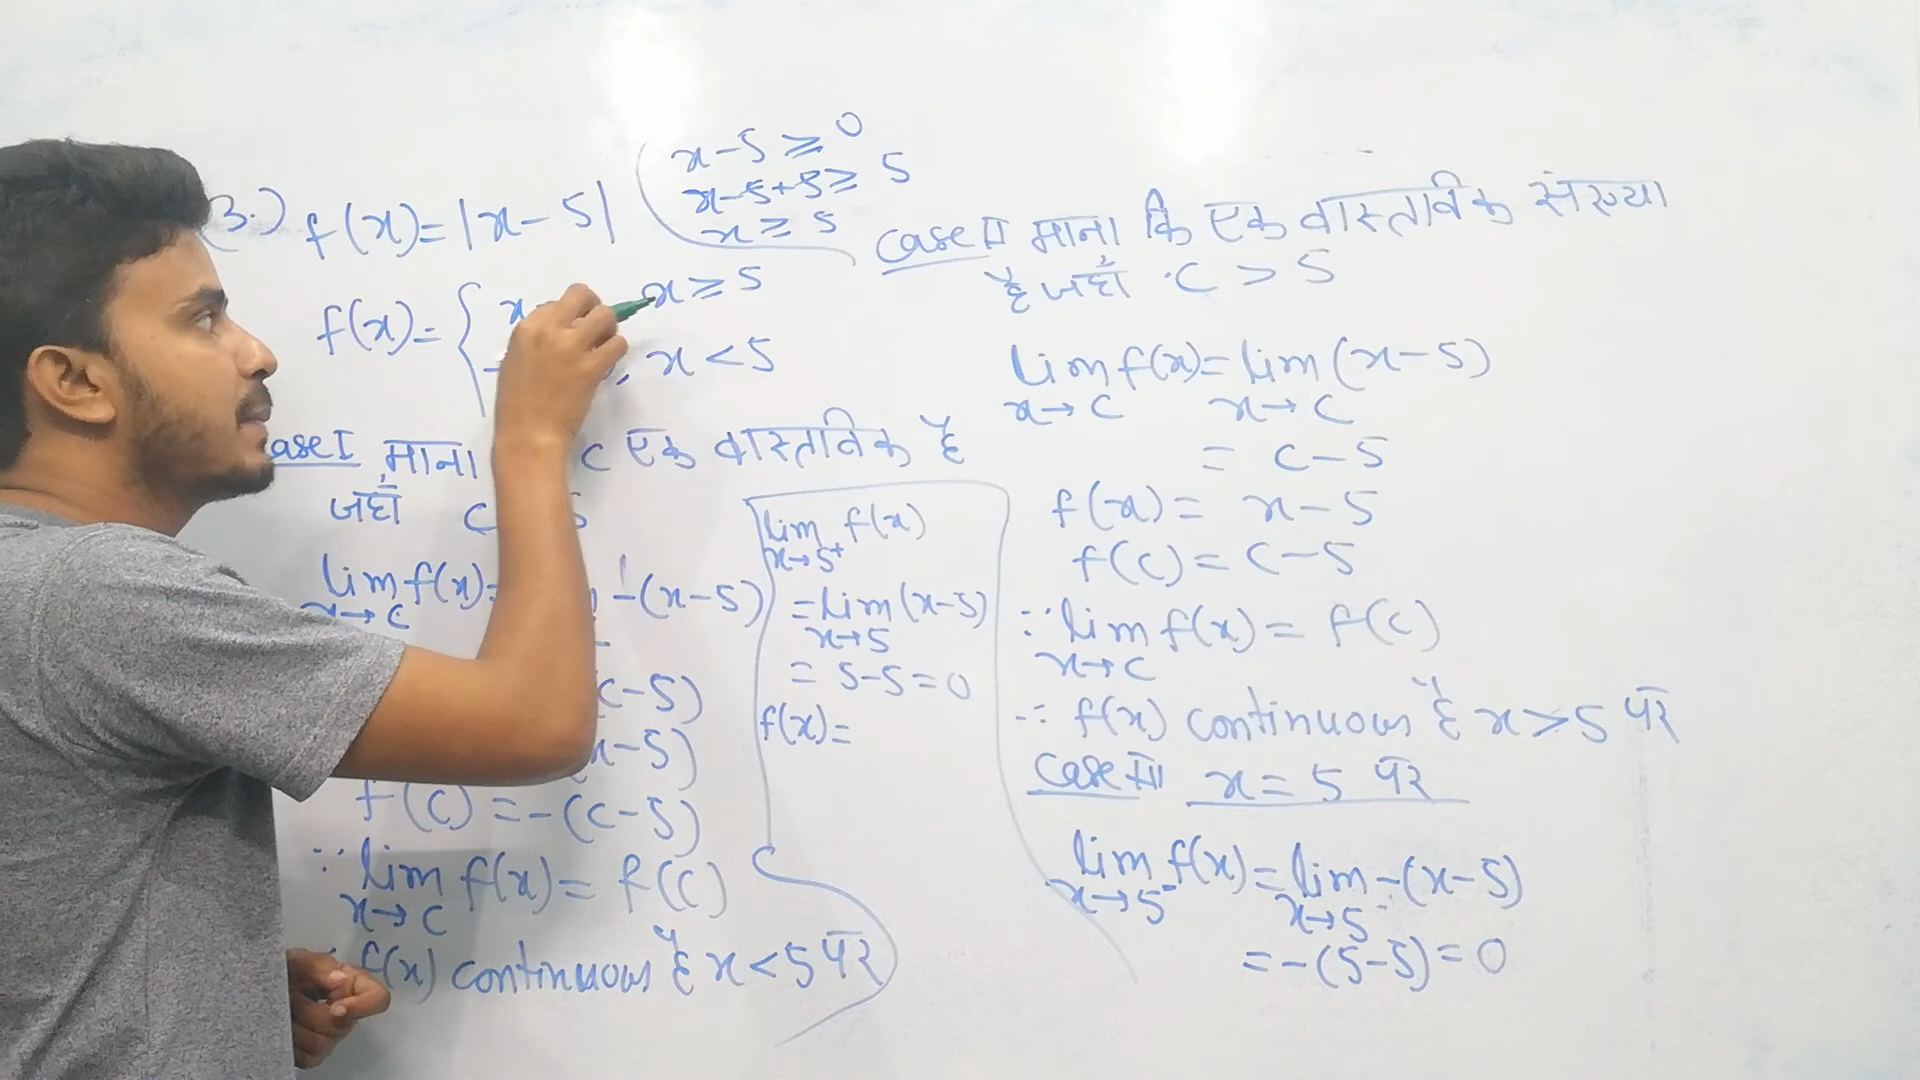 (3.) f(x)=|x-5|
x-5 ≥ 0
x-5+5 ≥ 5
x ≥ 5
f(x)= { x ≥ 5
, x < 5
Case I माना c एक वास्तविक है
जहाँ c 5
lim f(x)= -(x-5)
x→c
c-5)
x-5)
f(c) = -(c-5)
∵ lim f(x) = f(c)
x→c
f(x) continuous है x < 5 पर
lim f(x)
x→5+
= lim (x-5)
x→5
= 5-5=0
f(x)=
Case II माना कि एक वास्तविक संख्या
है जहाँ c > 5
lim f(x)= lim (x-5)
x→c x→c
= c-5
f(x)= x-5
f(c)= c-5
∵ lim f(x) = f(c)
x→c
∴ f(x) continuous है x > 5 पर
Case III x = 5 पर
lim f(x) = lim -(x-5)
x→5- x→5
= -(5-5) = 0